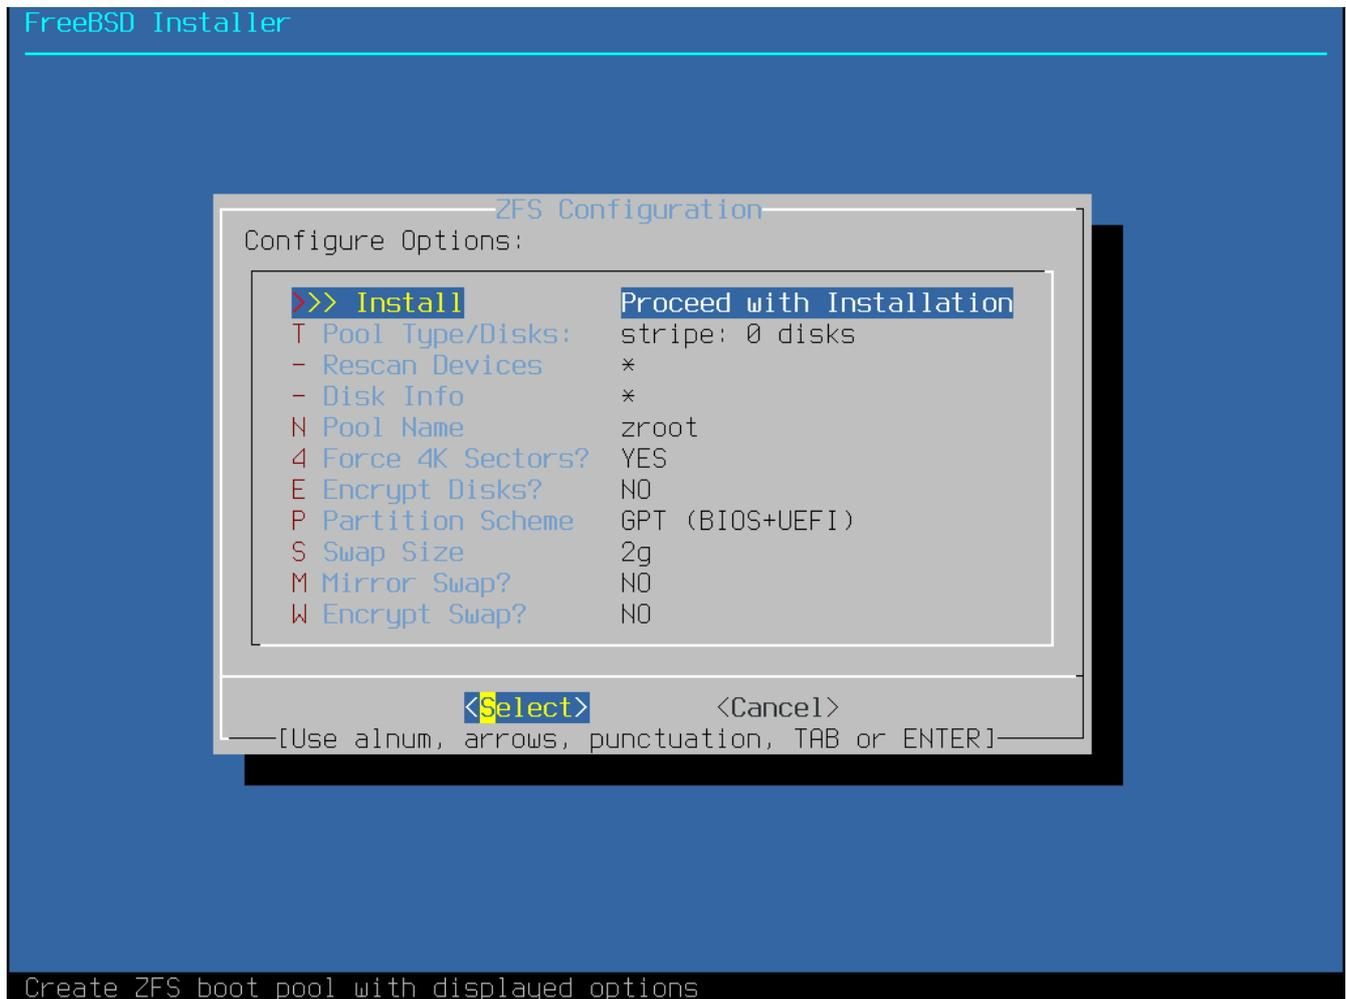 FreeBSD Installer
ZFS Configuration
Configure Options:
>>> Install Proceed with Installation
T Pool Type/Disks: stripe: 0 disks
- Rescan Devices *
- Disk Info *
N Pool Name zroot
4 Force 4K Sectors? YES
E Encrypt Disks? NO
P Partition Scheme GPT (BIOS+UEFI)
S Swap Size 2g
M Mirror Swap? NO
W Encrypt Swap? NO
<Select> <Cancel>
[Use alnum, arrows, punctuation, TAB or ENTER]
Create ZFS boot pool with displayed options